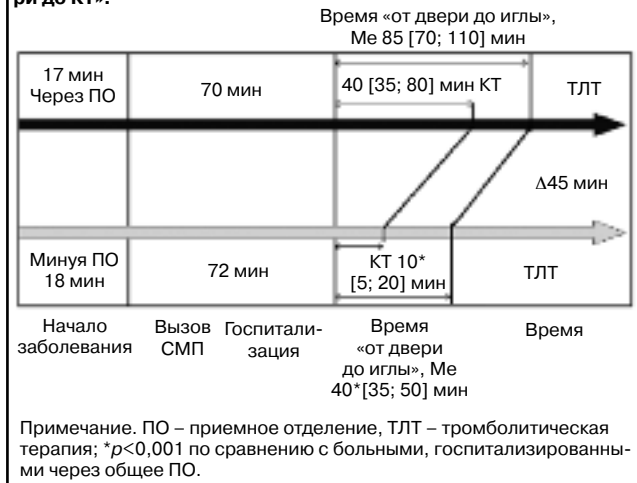 ри до КТ».
Время «от двери до иглы»,
Me 85 [70; 110] мин
17 мин
Через ПО
70 мин
40 [35; 80] мин КТ
ТЛТ
Δ45 мин
Минуя ПО
18 мин
72 мин
КТ 10*
[5; 20] мин
ТЛТ
Начало
заболевания
Вызов
СМП
Госпитали-
зация
Время
«от двери
до иглы», Me
40*[35; 50] мин
Время
Примечание. ПО – приемное отделение, ТЛТ – тромболитическая
терапия; *p<0,001 по сравнению с больными, госпитализированны-
ми через общее ПО.